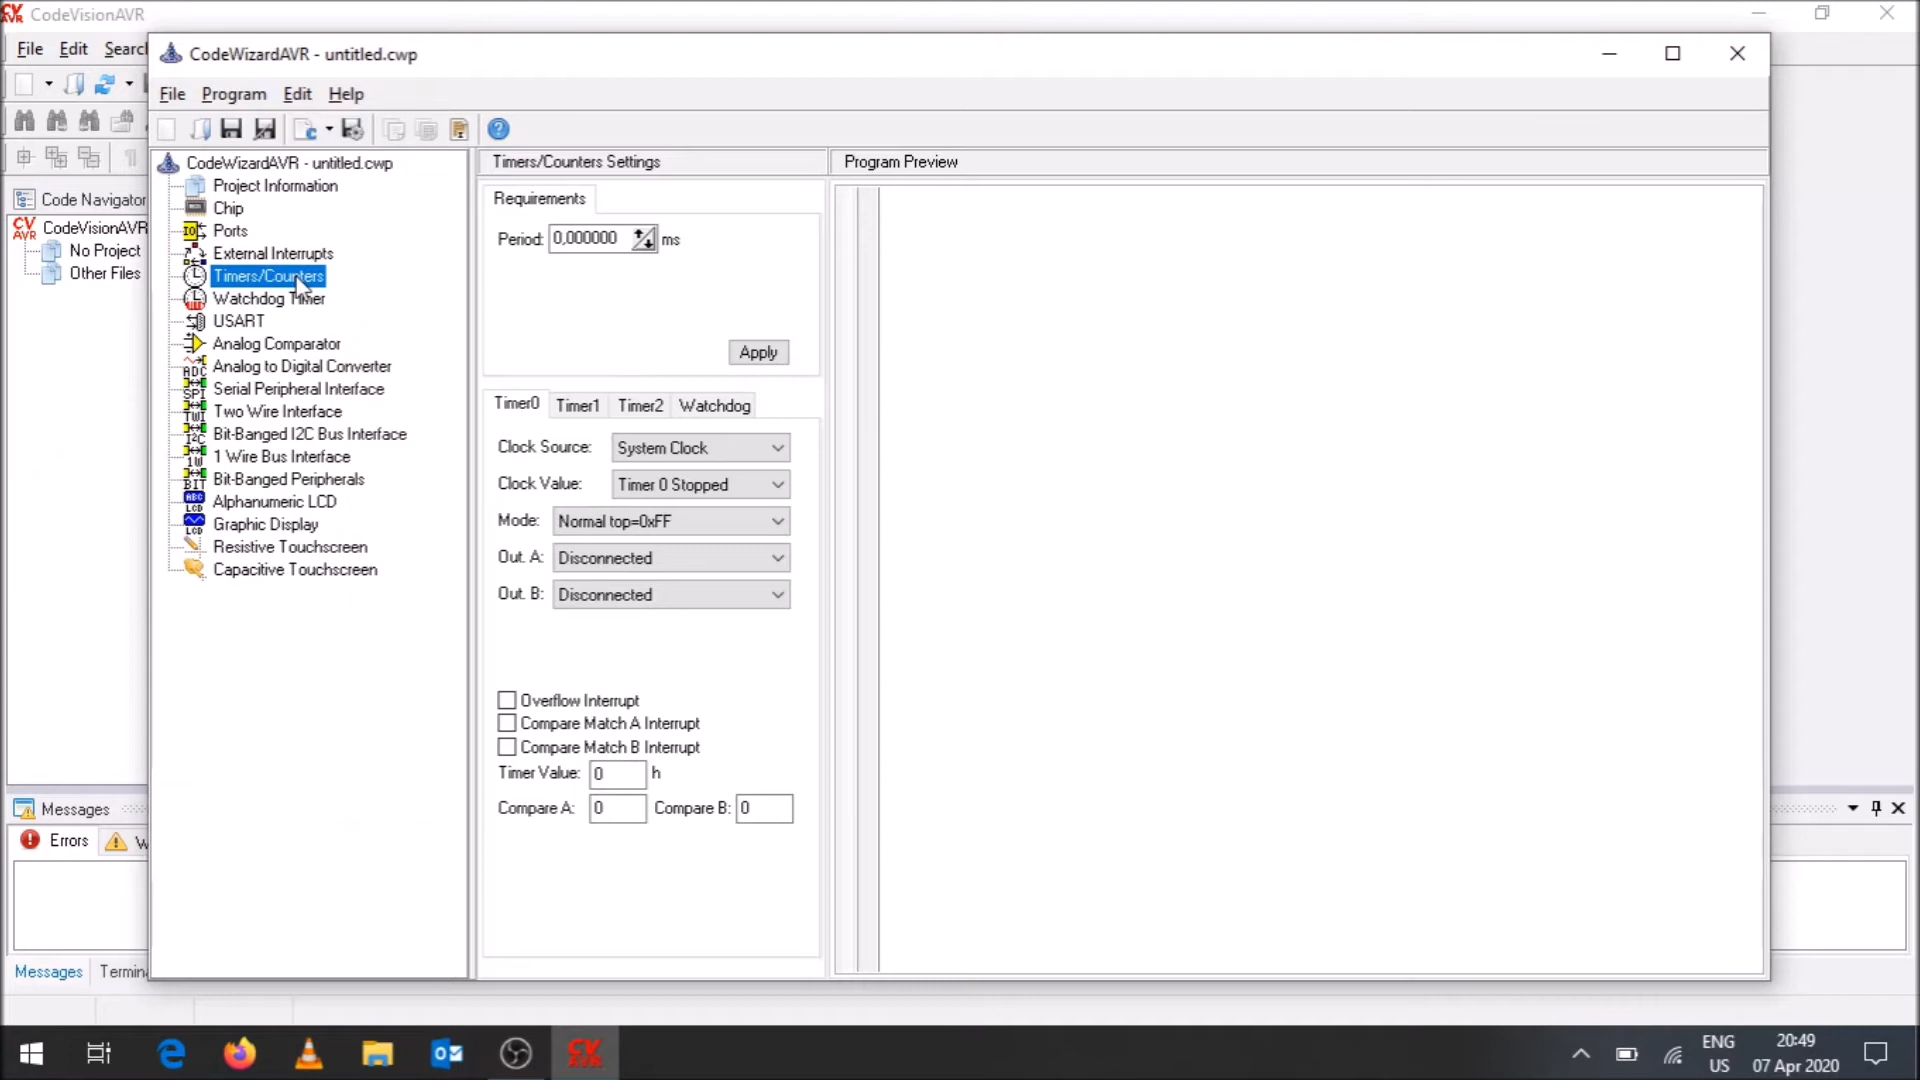 CodeVisionAVR
File Edit Search
CodeWizardAVR - untitled.cwp
File Program Edit Help
Code Navigator
CodeVisionAVR
No Project
Other Files
CodeWizardAVR - untitled.cwp
Project Information
Chip
Ports
External Interrupts
Timers/Counters
Watchdog Timer
USART
Analog Comparator
Analog to Digital Converter
Serial Peripheral Interface
Two Wire Interface
Bit-Banged I2C Bus Interface
1 Wire Bus Interface
Bit-Banged Peripherals
Alphanumeric LCD
Graphic Display
Resistive Touchscreen
Capacitive Touchscreen
Timers/Counters Settings
Requirements
Period: 0,000000 ms
Apply
Timer0 Timer1 Timer2 Watchdog
Clock Source: System Clock
Clock Value: Timer 0 Stopped
Mode: Normal top=0xFF
Out. A: Disconnected
Out. B: Disconnected
Overflow Interrupt
Compare Match A Interrupt
Compare Match B Interrupt
Timer Value: 0 h
Compare A: 0 Compare B: 0
Program Preview
Messages
Errors W
Messages Termin
ENG
US
20:49
07 Apr 2020